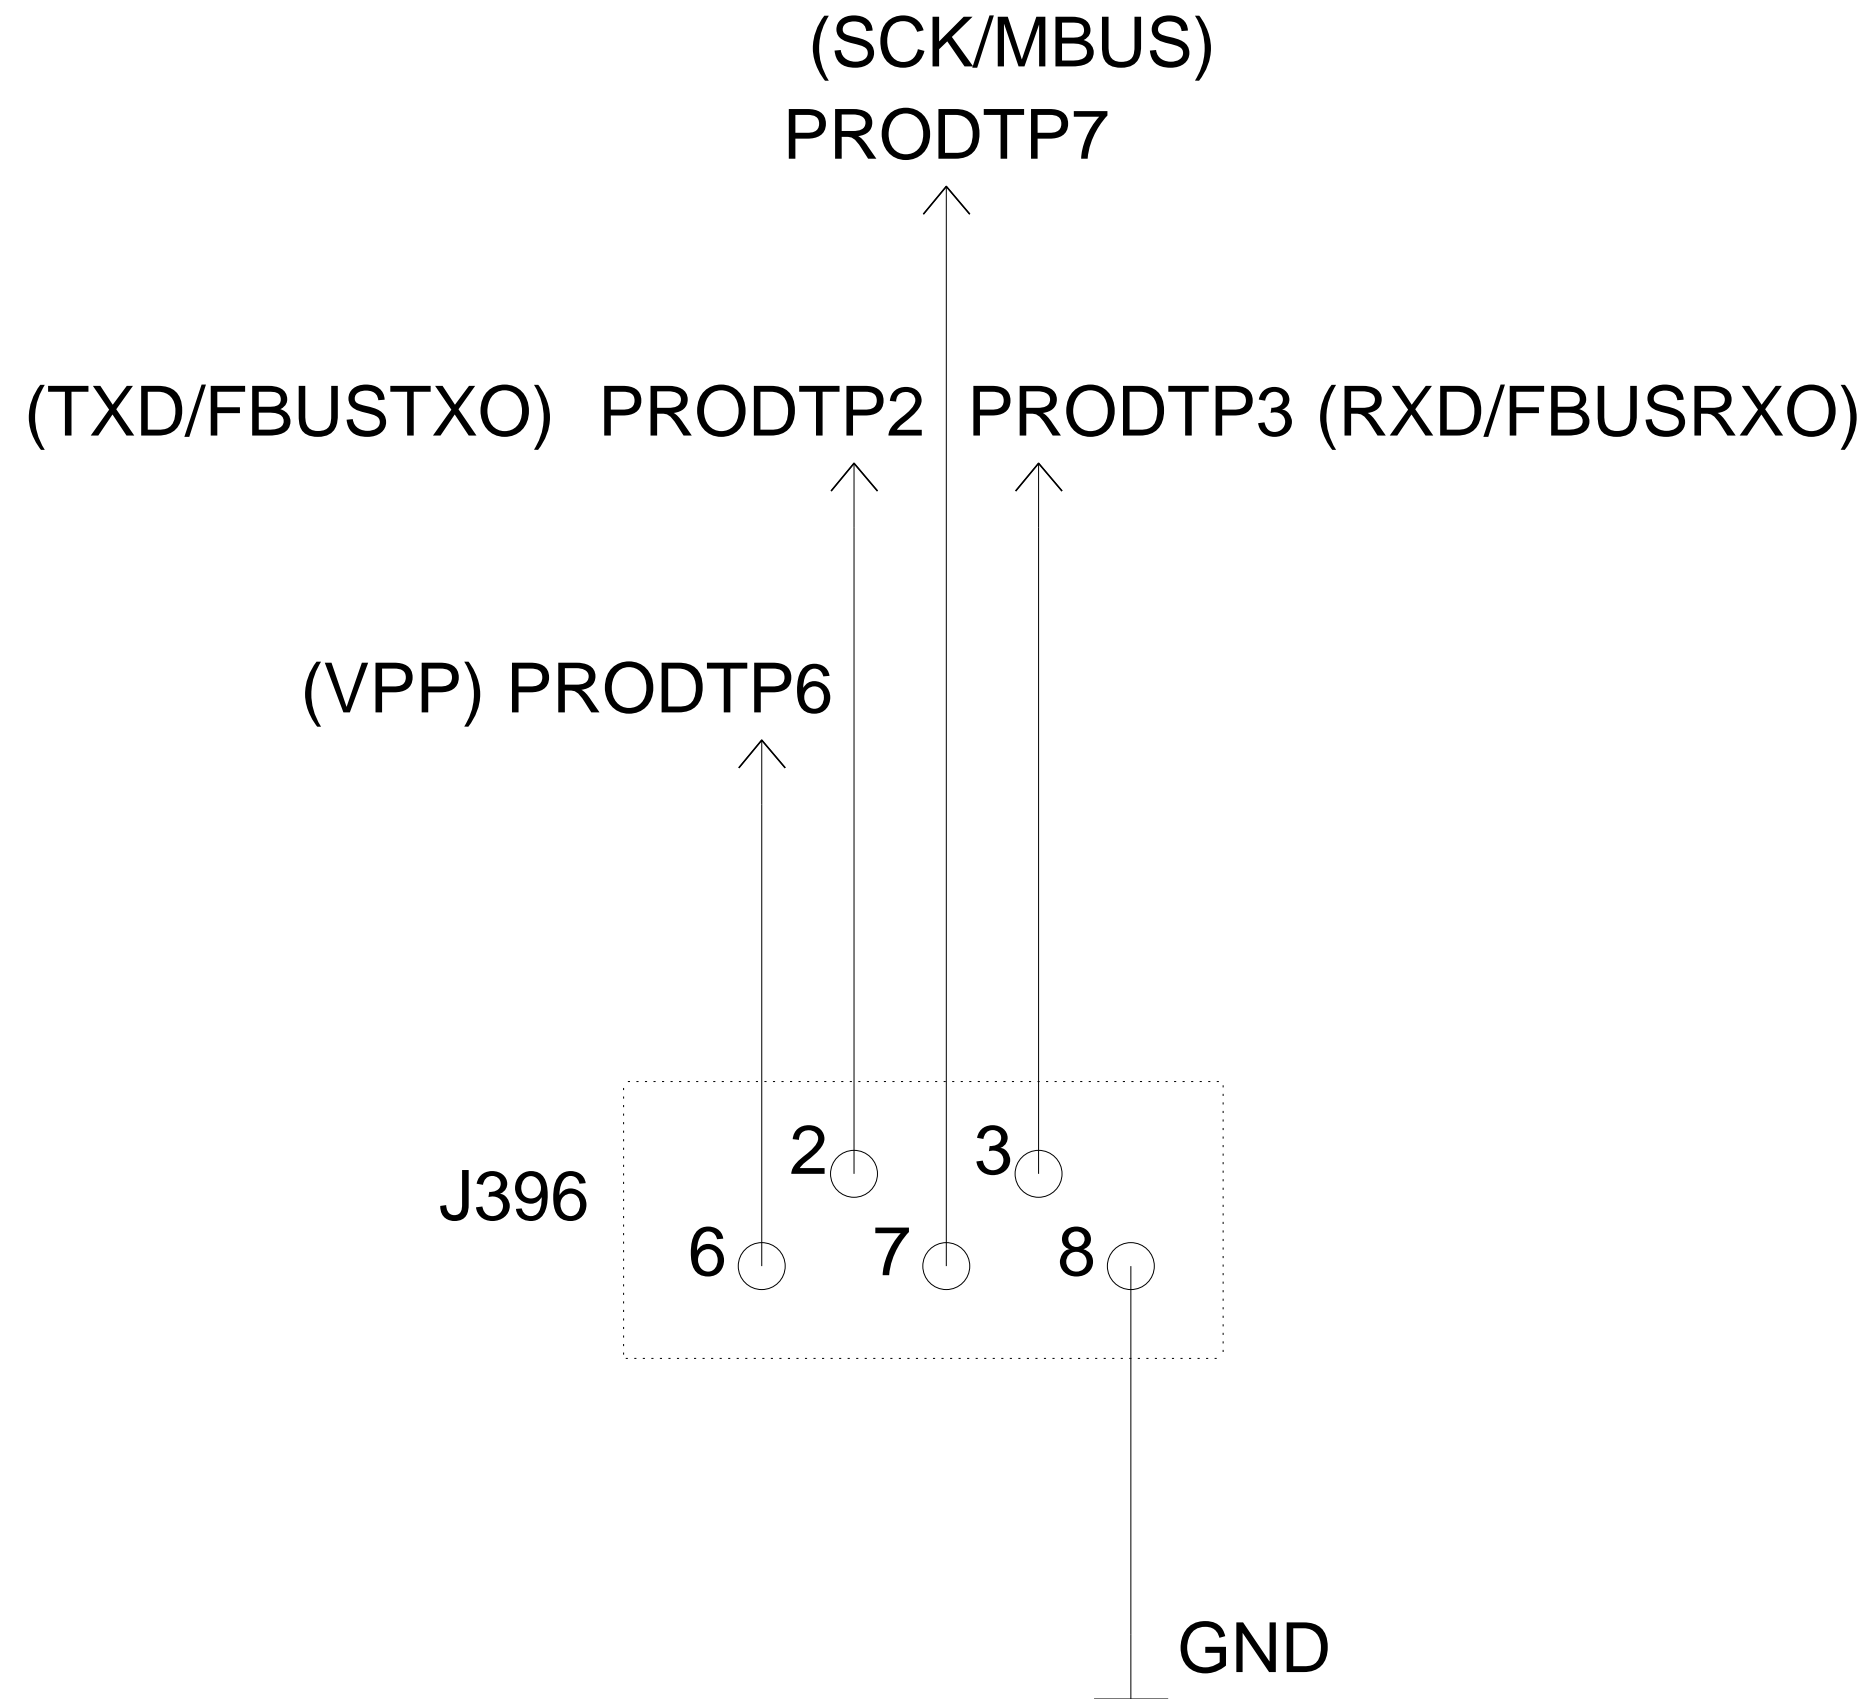 (SCK/MBUS)
PRODTP7
(TXD/FBUSTXO) PRODTP2 PRODTP3 (RXD/FBUSRXO)
(VPP) PRODTP6
2 3
J396
6 7 8
GND